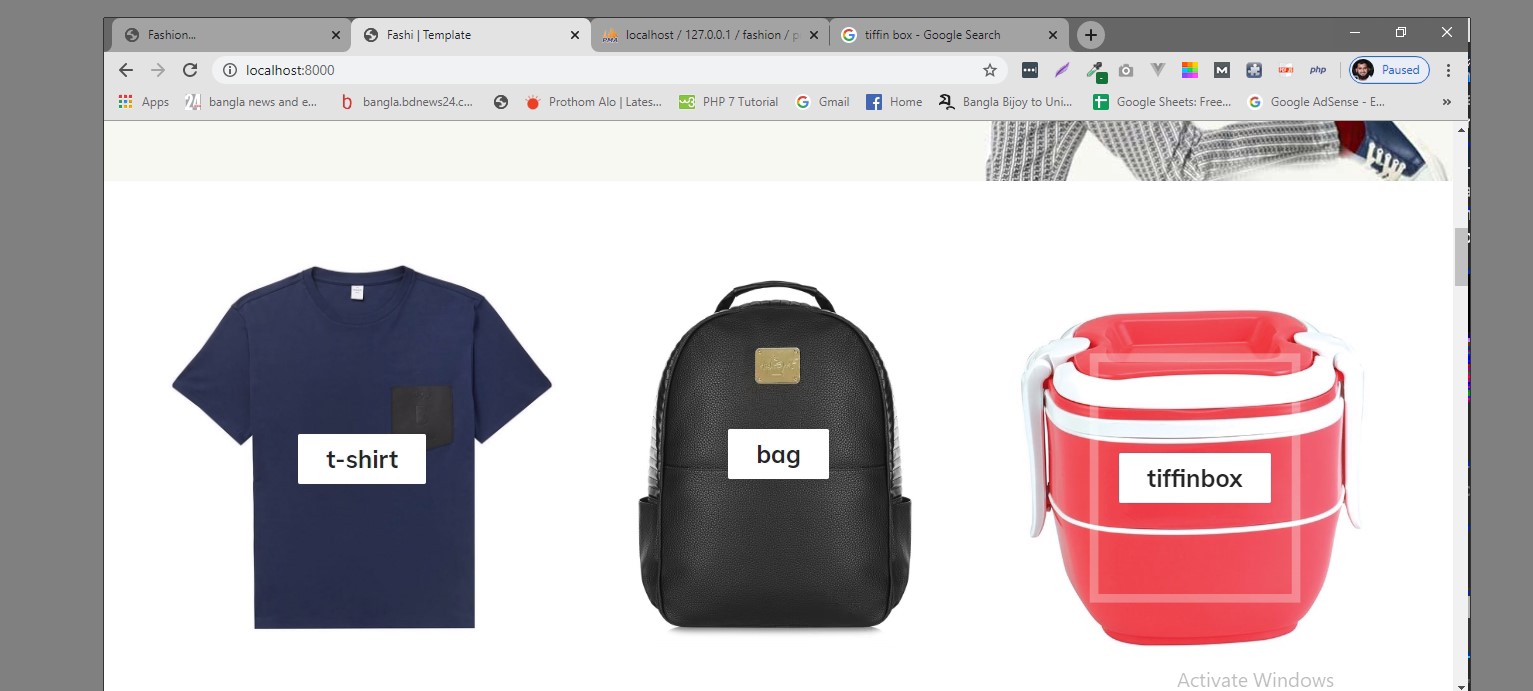 Fashion...
Fashi | Template
localhost / 127.0.0.1 / fashion / p
tiffin box - Google Search
localhost:8000
Paused
Apps
bangla news and e...
bangla.bdnews24.c...
Prothom Alo | Lates...
PHP 7 Tutorial
Gmail
Home
Bangla Bijoy to Uni...
Google Sheets: Free...
Google AdSense - E...
t-shirt
bag
tiffinbox
Activate Windows